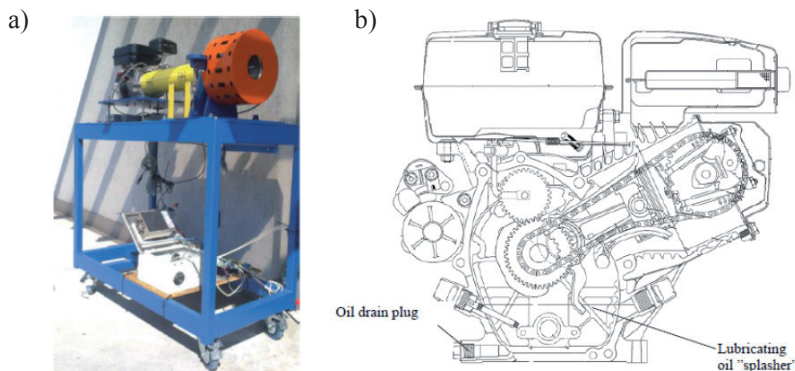 a)
b)
Oil drain plug
Lubricating
oil "splasher'